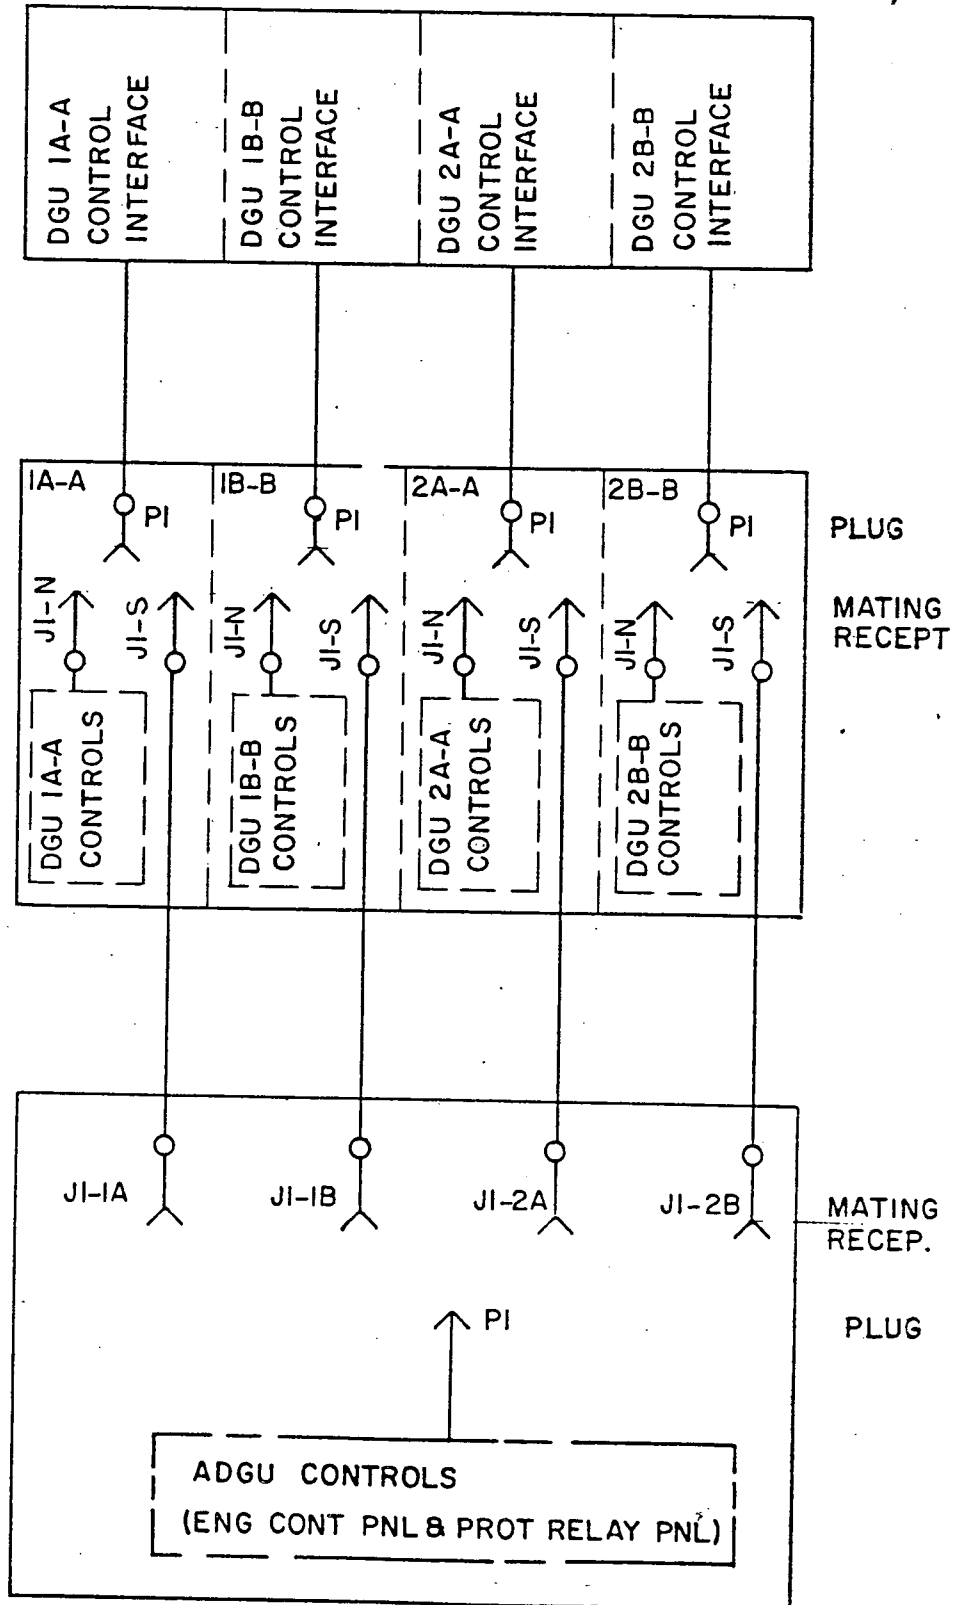 DGU 1A-A
CONTROL
INTERFACE
DGU 1B-B
CONTROL
INTERFACE
DGU 2A-A
CONTROL
INTERFACE
DGU 2B-B
CONTROL
INTERFACE
1A-A
P1
1B-B
P1
2A-A
P1
2B-B
P1
PLUG
J1-N
J1-S
J1-N
J1-S
J1-N
J1-S
J1-N
J1-S
MATING
RECEPT
DGU 1A-A
CONTROLS
DGU 1B-B
CONTROLS
DGU 2A-A
CONTROLS
DGU 2B-B
CONTROLS
J1-1A
J1-1B
J1-2A
J1-2B
MATING
RECEP.
P1
PLUG
ADGU CONTROLS
(ENG CONT PNL & PROT RELAY PNL)